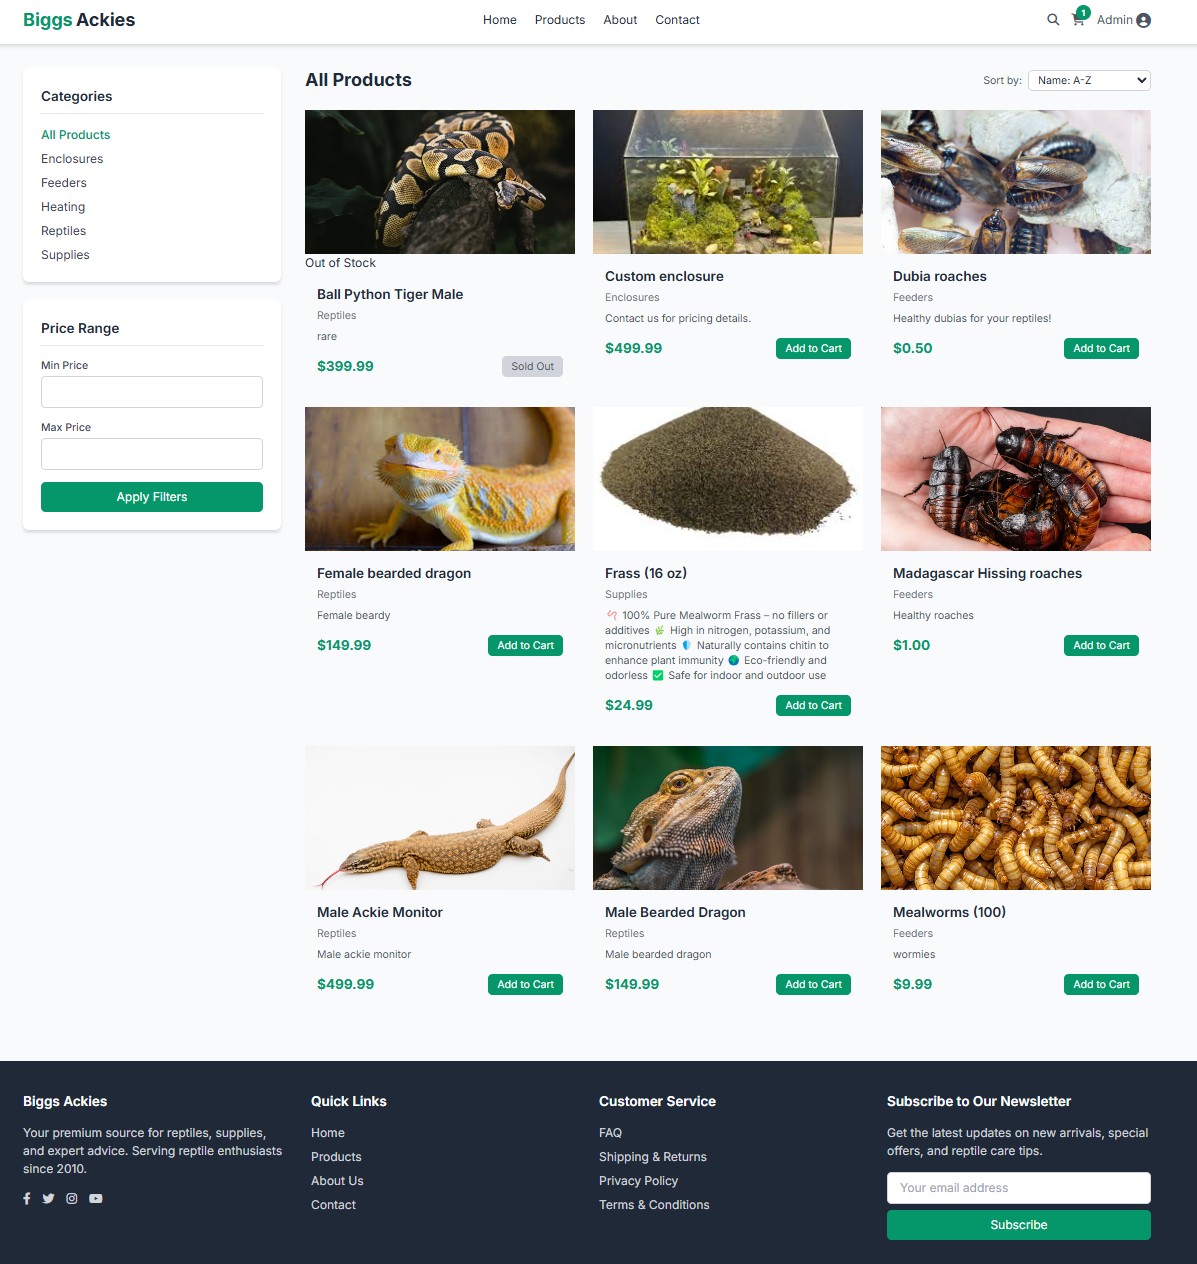 Biggs Ackies
Home
Products
About
Contact
1
Admin
Categories
All Products
Enclosures
Feeders
Heating
Reptiles
Supplies
Price Range
Min Price
Max Price
Apply Filters
All Products
Sort by:
Name: A-Z
Out of Stock
Ball Python Tiger Male
Reptiles
rare
$399.99
Sold Out
Custom enclosure
Enclosures
Contact us for pricing details.
$499.99
Add to Cart
Dubia roaches
Feeders
Healthy dubias for your reptiles!
$0.50
Add to Cart
Female bearded dragon
Reptiles
Female beardy
$149.99
Add to Cart
Frass (16 oz)
Supplies
🪱 100% Pure Mealworm Frass – no fillers or
additives 🌿 High in nitrogen, potassium, and
micronutrients 🛡️ Naturally contains chitin to
enhance plant immunity 🌍 Eco-friendly and
odorless ✅ Safe for indoor and outdoor use
$24.99
Add to Cart
Madagascar Hissing roaches
Feeders
Healthy roaches
$1.00
Add to Cart
Male Ackie Monitor
Reptiles
Male ackie monitor
$499.99
Add to Cart
Male Bearded Dragon
Reptiles
Male bearded dragon
$149.99
Add to Cart
Mealworms (100)
Feeders
wormies
$9.99
Add to Cart
Biggs Ackies
Your premium source for reptiles, supplies,
and expert advice. Serving reptile enthusiasts
since 2010.
Quick Links
Home
Products
About Us
Contact
Customer Service
FAQ
Shipping & Returns
Privacy Policy
Terms & Conditions
Subscribe to Our Newsletter
Get the latest updates on new arrivals, special
offers, and reptile care tips.
Your email address
Subscribe